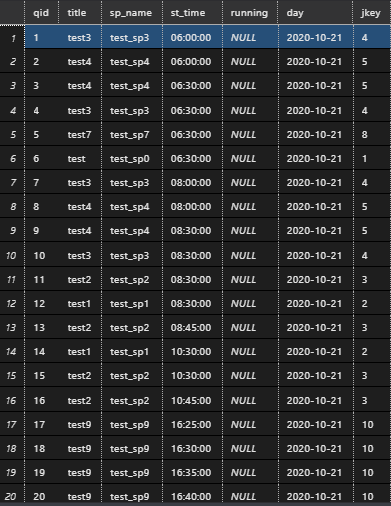 qid title sp_name st_time running day jkey
1 1 test3 test_sp3 06:00:00 NULL 2020-10-21 4
2 2 test4 test_sp4 06:00:00 NULL 2020-10-21 5
3 3 test4 test_sp4 06:30:00 NULL 2020-10-21 5
4 4 test3 test_sp3 06:30:00 NULL 2020-10-21 4
5 5 test7 test_sp7 06:30:00 NULL 2020-10-21 8
6 6 test test_sp0 06:30:00 NULL 2020-10-21 1
7 7 test3 test_sp3 08:00:00 NULL 2020-10-21 4
8 8 test4 test_sp4 08:00:00 NULL 2020-10-21 5
9 9 test4 test_sp4 08:30:00 NULL 2020-10-21 5
10 10 test3 test_sp3 08:30:00 NULL 2020-10-21 4
11 11 test2 test_sp2 08:30:00 NULL 2020-10-21 3
12 12 test1 test_sp1 08:30:00 NULL 2020-10-21 2
13 13 test2 test_sp2 08:45:00 NULL 2020-10-21 3
14 14 test1 test_sp1 10:30:00 NULL 2020-10-21 2
15 15 test2 test_sp2 10:30:00 NULL 2020-10-21 3
16 16 test2 test_sp2 10:45:00 NULL 2020-10-21 3
17 17 test9 test_sp9 16:25:00 NULL 2020-10-21 10
18 18 test9 test_sp9 16:30:00 NULL 2020-10-21 10
19 19 test9 test_sp9 16:35:00 NULL 2020-10-21 10
20 20 test9 test_sp9 16:40:00 NULL 2020-10-21 10